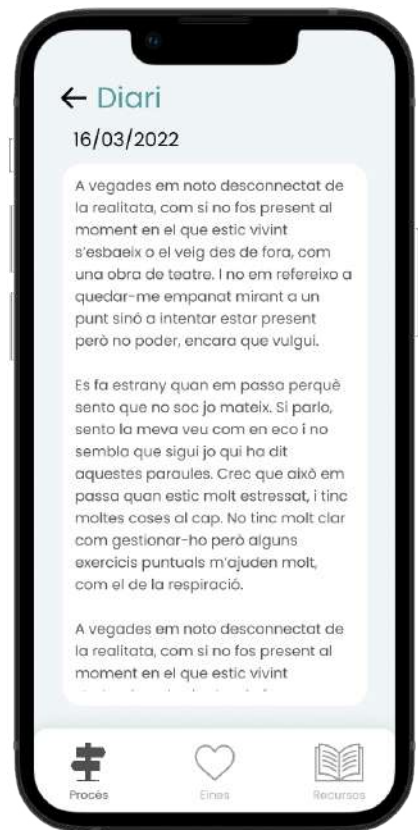 ← Diari
16/03/2022
A vegades em noto desconnectat de
la realitata, com si no fos present al
moment en el que estic vivint
s'esbaeix o el veig des de fora, com
una obra de teatre. I no em refereixo a
quedar-me empanat mirant a un
punt sinó a intentar estar present
però no poder, encara que vulgui.
Es fa estrany quan em passa perquè
sento que no soc jo mateix. Si parlo,
sento la meva veu com en eco i no
sembla que sigui jo qui ha dit
aquestes paraules. Crec que això em
passa quan estic molt estressat, i tinc
moltes coses al cap. No tinc molt clar
com gestionar-ho però alguns
exercicis puntuals m'ajuden molt,
com el de la respiració.
A vegades em noto desconnectat de
la realitata, com si no fos present al
moment en el que estic vivint
Procés
Eines
Recursos